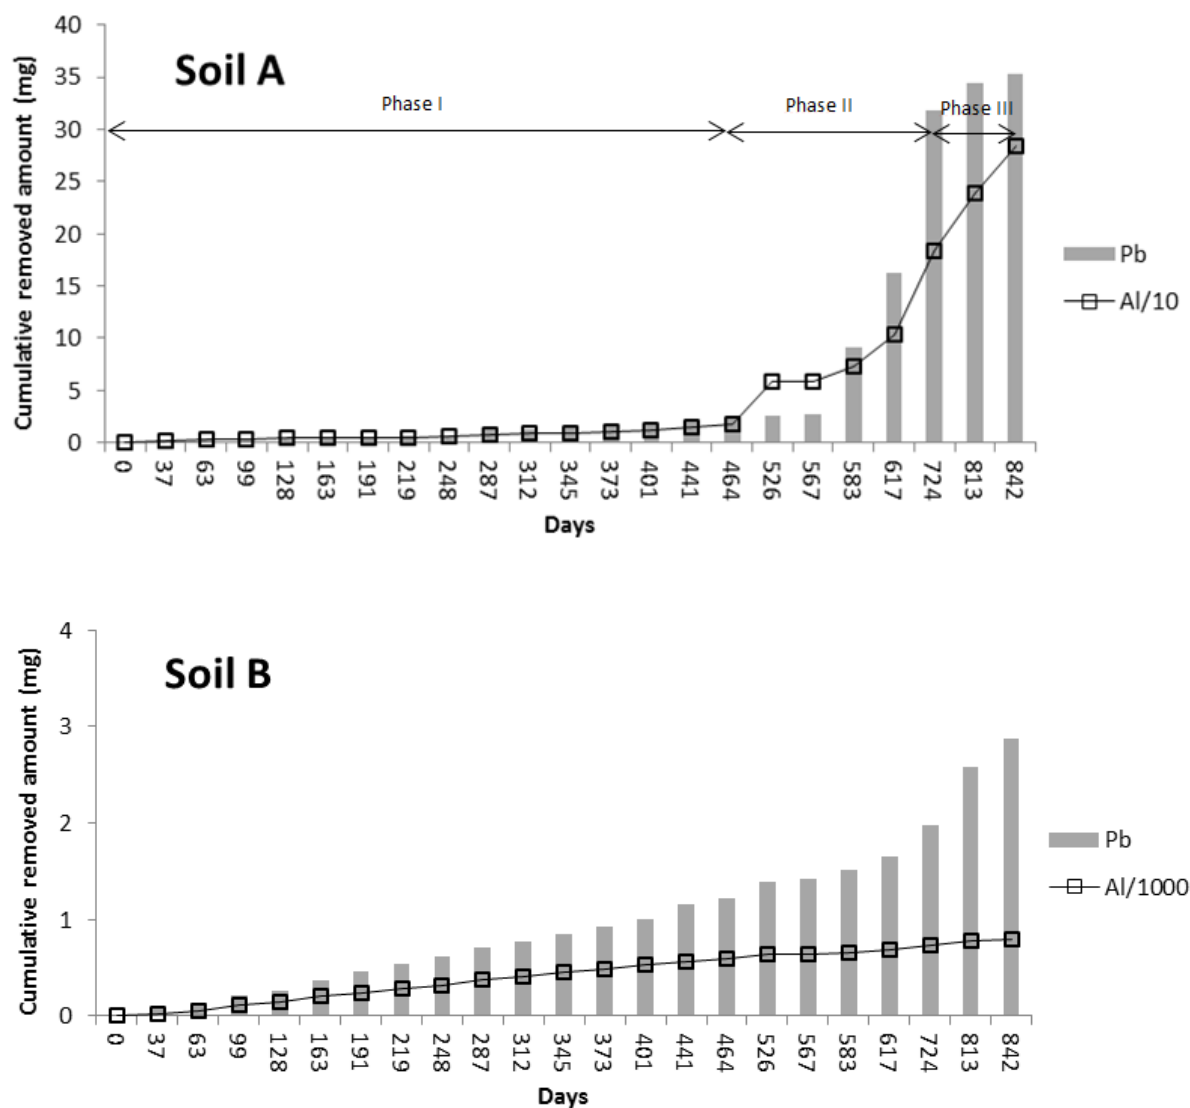 Soil A
Cumulative removed amount (mg)
40
35
30
25
20
15
10
5
0
Phase I
Phase II
Phase III
0 37 63 99 128 163 191 219 248 287 312 345 373 401 441 464 526 567 583 617 724 813 842
Days
Pb
Al/10
Soil B
Cumulative removed amount (mg)
4
3
2
1
0
0 37 63 99 128 163 191 219 248 287 312 345 373 401 441 464 526 567 583 617 724 813 842
Days
Pb
Al/1000